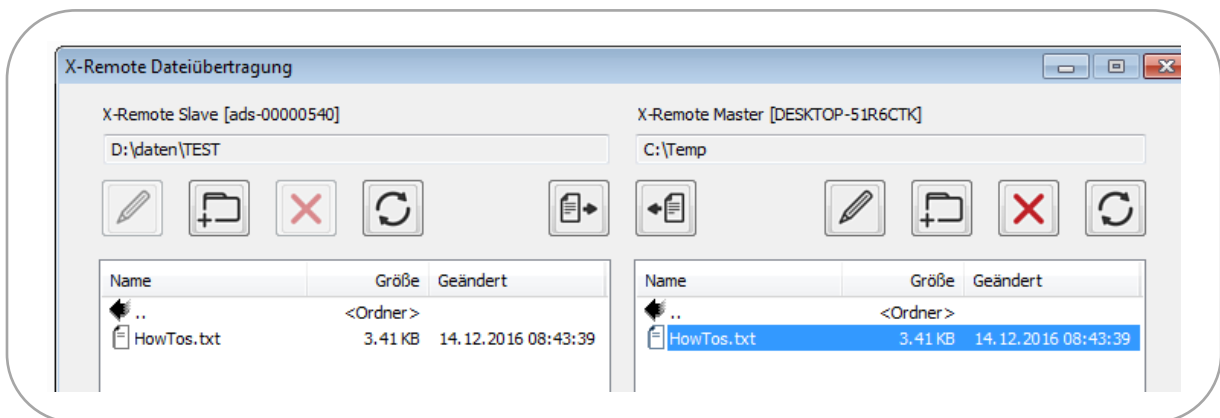 X-Remote Dateiübertragung
X-Remote Slave [ads-00000540]
D:\daten\TEST
Name Größe Geändert
.. <Ordner>
HowTos.txt 3.41 KB 14.12.2016 08:43:39
X-Remote Master [DESKTOP-51R6CTK]
C:\Temp
Name Größe Geändert
.. <Ordner>
HowTos.txt 3.41 KB 14.12.2016 08:43:39